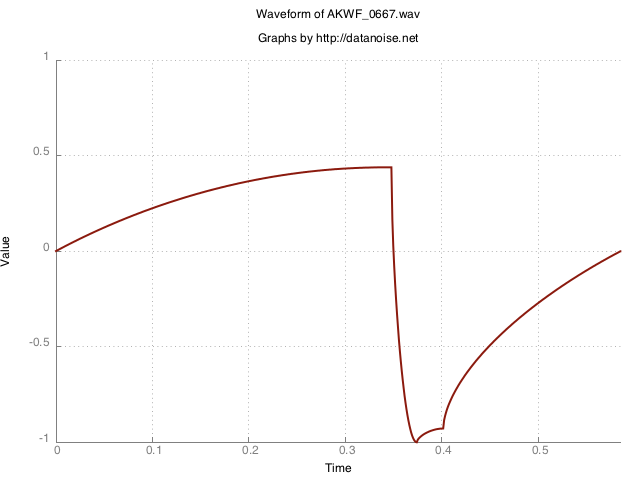 Waveform of AKWF_0667.wav
Graphs by http://datanoise.net
1
0.5
0
-0.5
-1
Value
0 0.1 0.2 0.3 0.4 0.5
Time